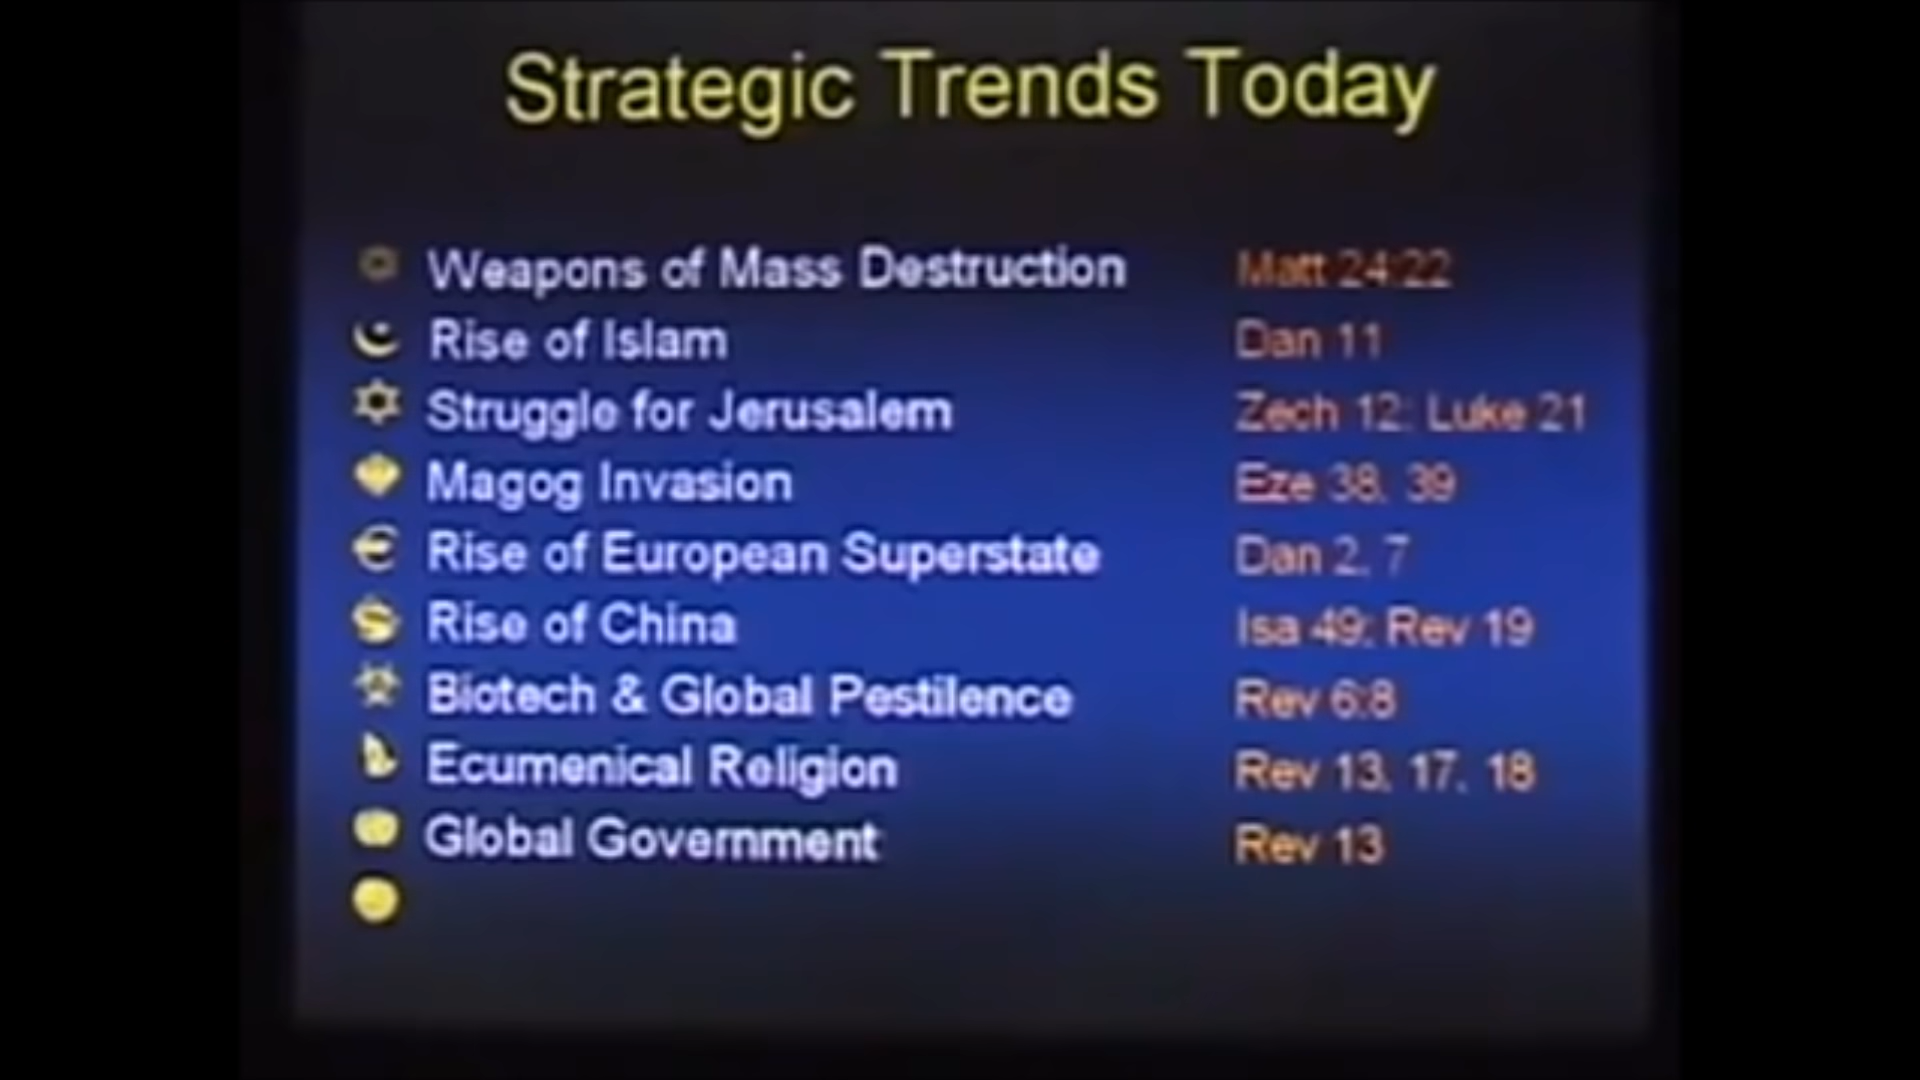 Strategic Trends Today
Weapons of Mass Destruction Matt 24:22
Rise of Islam Dan 11
Struggle for Jerusalem Zech 12; Luke 21
Magog Invasion Eze 38, 39
Rise of European Superstate Dan 2, 7
Rise of China Isa 49; Rev 19
Biotech & Global Pestilence Rev 6:8
Ecumenical Religion Rev 13, 17, 18
Global Government Rev 13